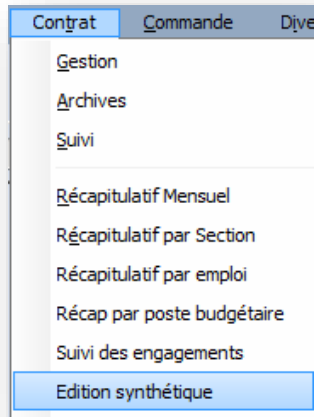 Contrat Commande
Gestion
Archives
Suivi
Récapitulatif Mensuel
Récapitulatif par Section
Récapitulatif par emploi
Récap par poste budgétaire
Suivi des engagements
Edition synthétique